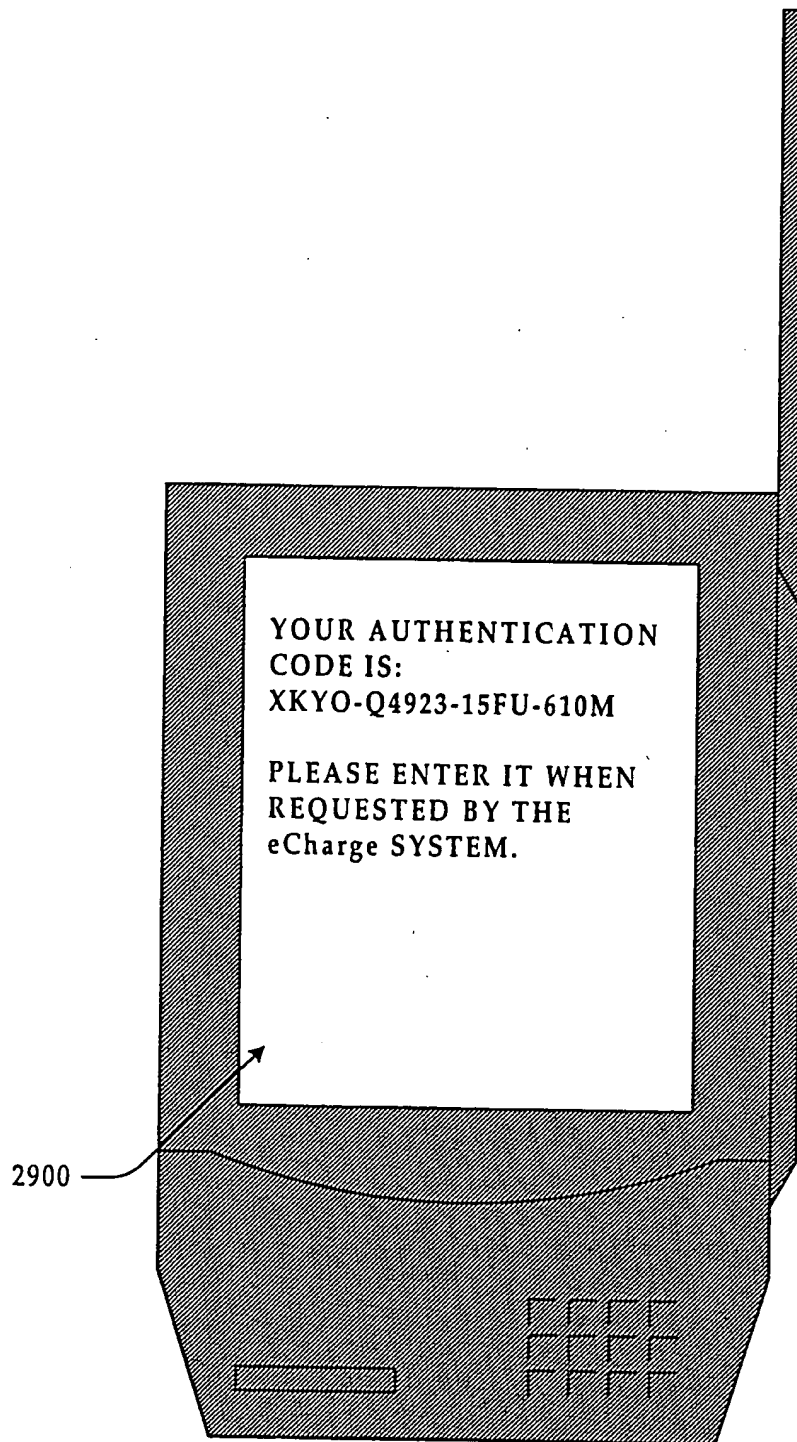 YOUR AUTHENTICATION
CODE IS:
XKYO-Q4923-15FU-610M
PLEASE ENTER IT WHEN
REQUESTED BY THE
eCharge SYSTEM.
2900